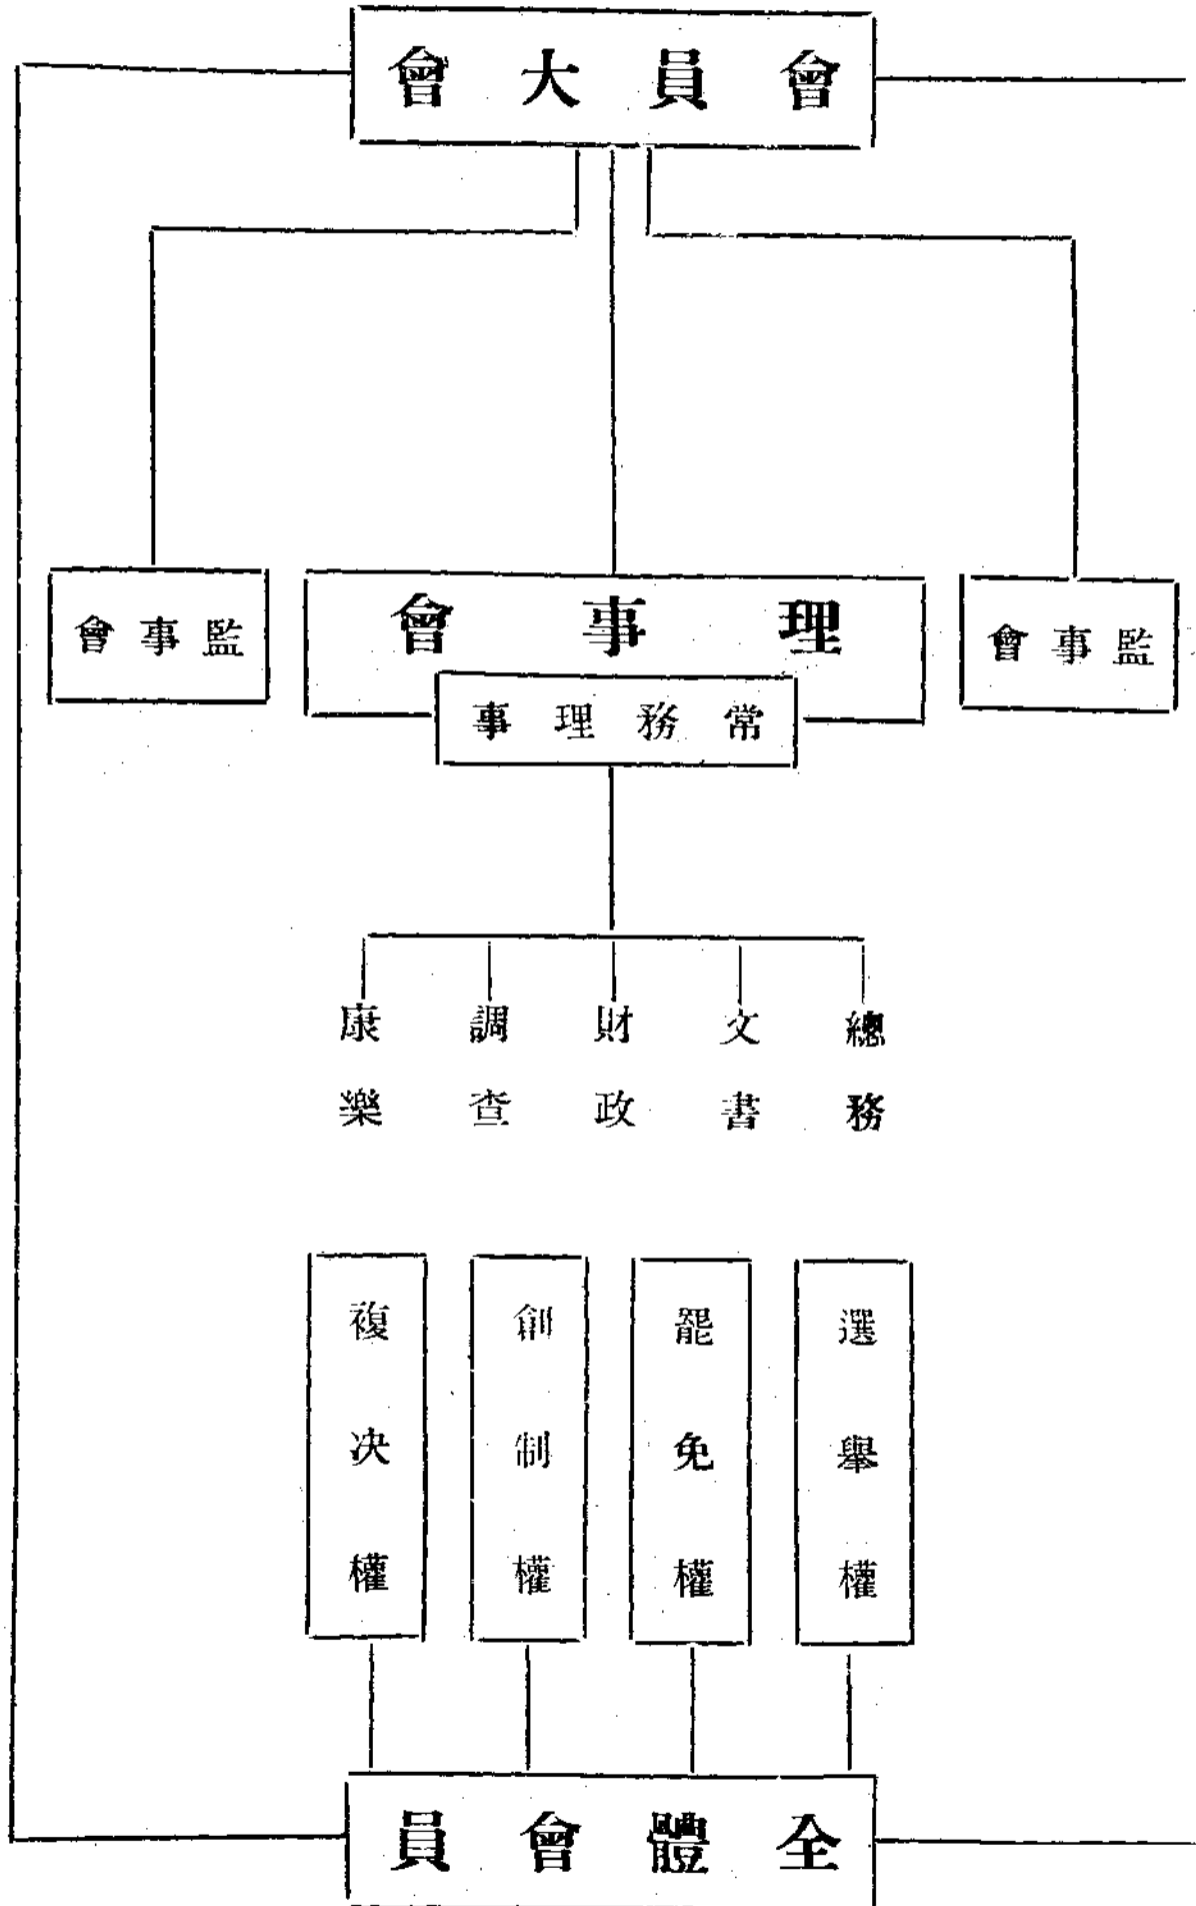 會員大會
監事會
理事會
監事會
常務理事
總務
文書
財政
調查
康樂
選舉權
罷免權
創制權
複决權
全體會員